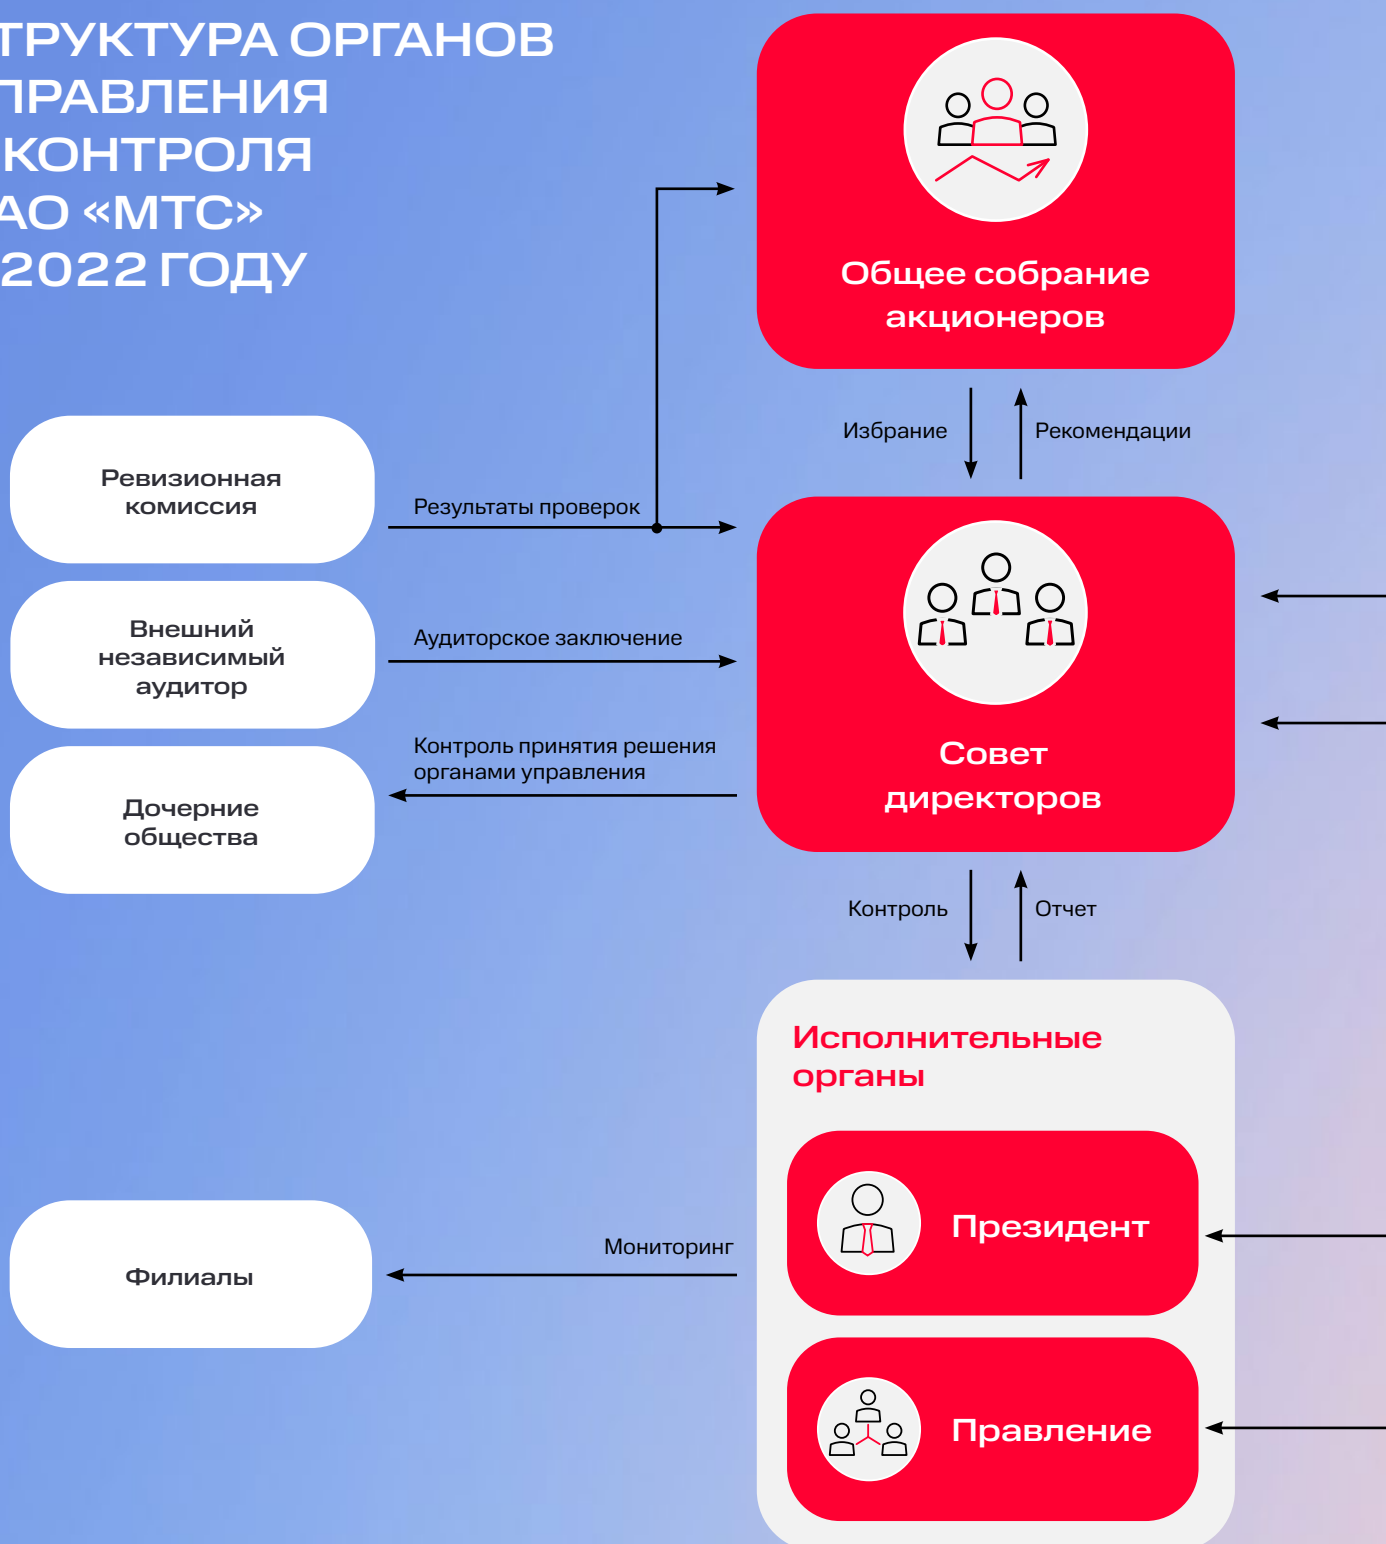 ТРУКТУРА ОРГАНОВ
ПРАВЛЕНИЯ
КОНТРОЛЯ
АО «МТС»
2022 ГОДУ
Общее собрание
акционеров
Избрание
Рекомендации
Ревизионная
комиссия
Результаты проверок
Внешний
независимый
аудитор
Аудиторское заключение
Контроль принятия решения
органами управления
Дочерние
общества
Совет
директоров
Контроль
Отчет
Исполнительные
органы
Президент
Мониторинг
Филиалы
Правление